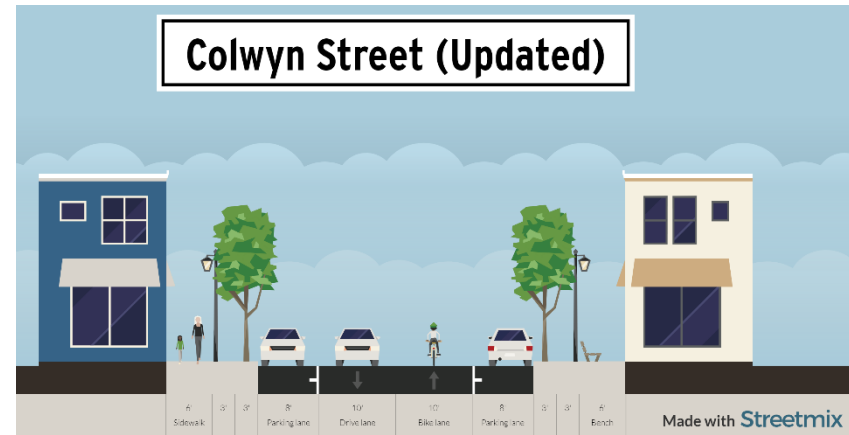 Colwyn Street (Updated)
6' 3' 3' 8' 10' 10' 8' 3' 3' 6'
Sidewalk Parking lane Drive lane Bike lane Parking lane Bench
Made with Streetmix